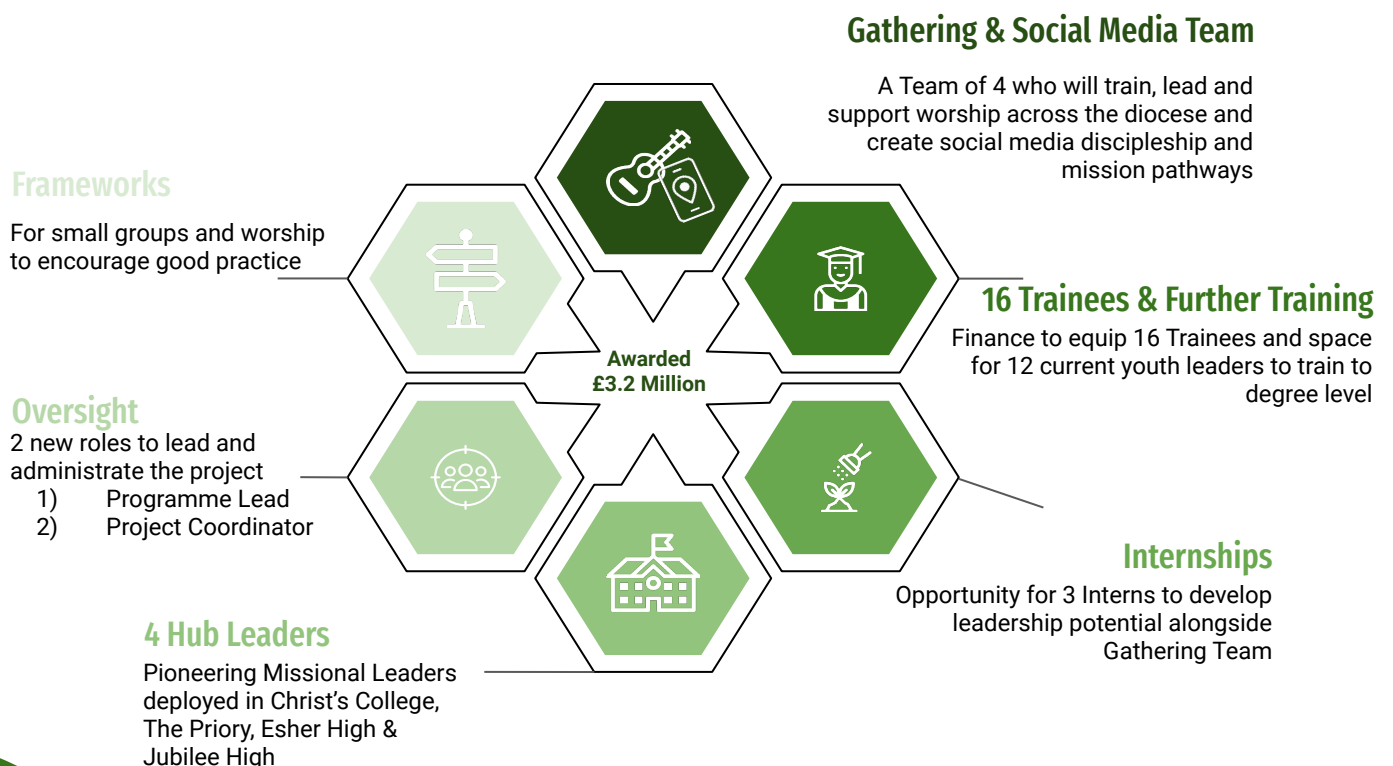 Gathering & Social Media Team
A Team of 4 who will train, lead and
support worship across the diocese and
create social media discipleship and
mission pathways
Frameworks
For small groups and worship
to encourage good practice
16 Trainees & Further Training
Finance to equip 16 Trainees and space
for 12 current youth leaders to train to
degree level
Awarded
£3.2 Million
Oversight
2 new roles to lead and
administrate the project
1) Programme Lead
2) Project Coordinator
Internships
Opportunity for 3 Interns to develop
leadership potential alongside
Gathering Team
4 Hub Leaders
Pioneering Missional Leaders
deployed in Christ’s College,
The Priory, Esher High &
Jubilee High